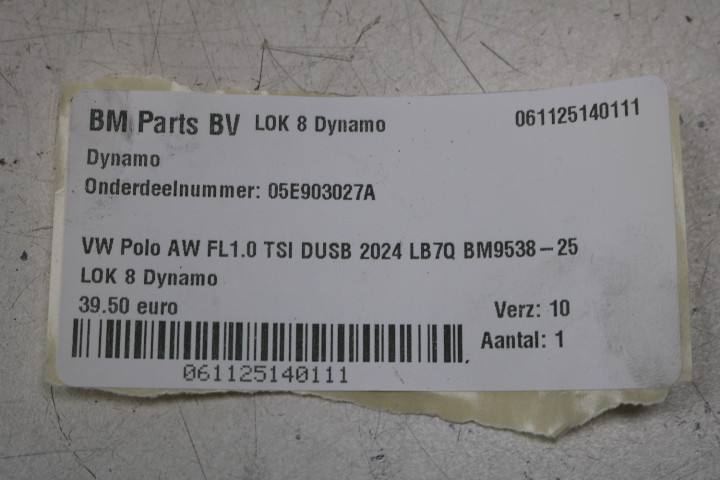 BM Parts BV LOK 8 Dynamo 061125140111
Dynamo
Onderdeelnummer: 05E903027A
VW Polo AW FL1.0 TSI DUSB 2024 LB7Q BM9538-25
LOK 8 Dynamo
39.50 euro Verz: 10
Aantal: 1
061125140111